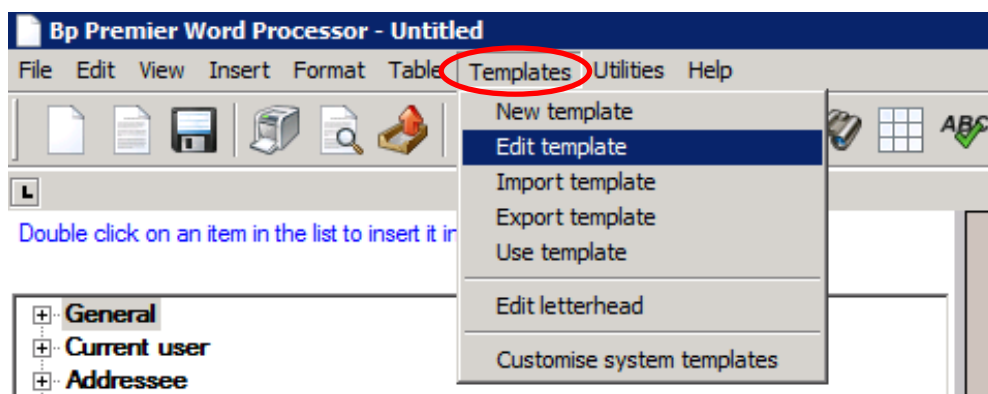 Bp Premier Word Processor - Untitled
File Edit View Insert Format Table Templates Utilities Help
New template
ABC
Edit template
Import template
Export template
Use template
Double click on an item in the list to insert it in
Edit letterhead
Customise system templates
General
Current user
Addressee